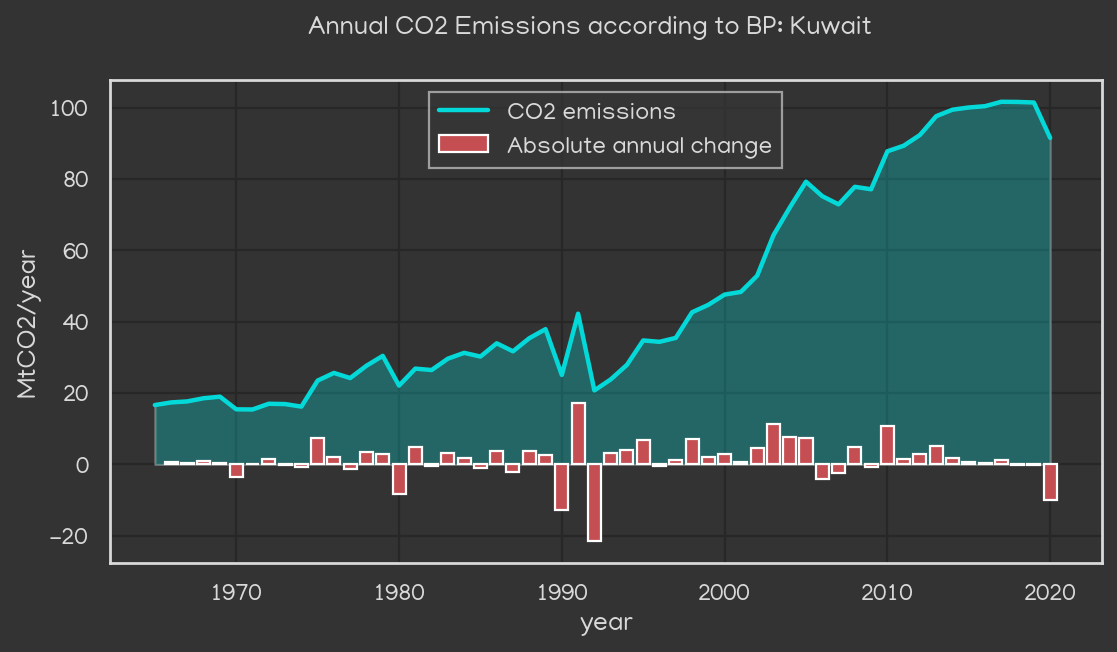 Annual CO2 Emissions according to BP: Kuwait
CO2 emissions
Absolute annual change
MtCO2/year
100
80
60
40
20
0
−20
1970 1980 1990 2000 2010 2020
year